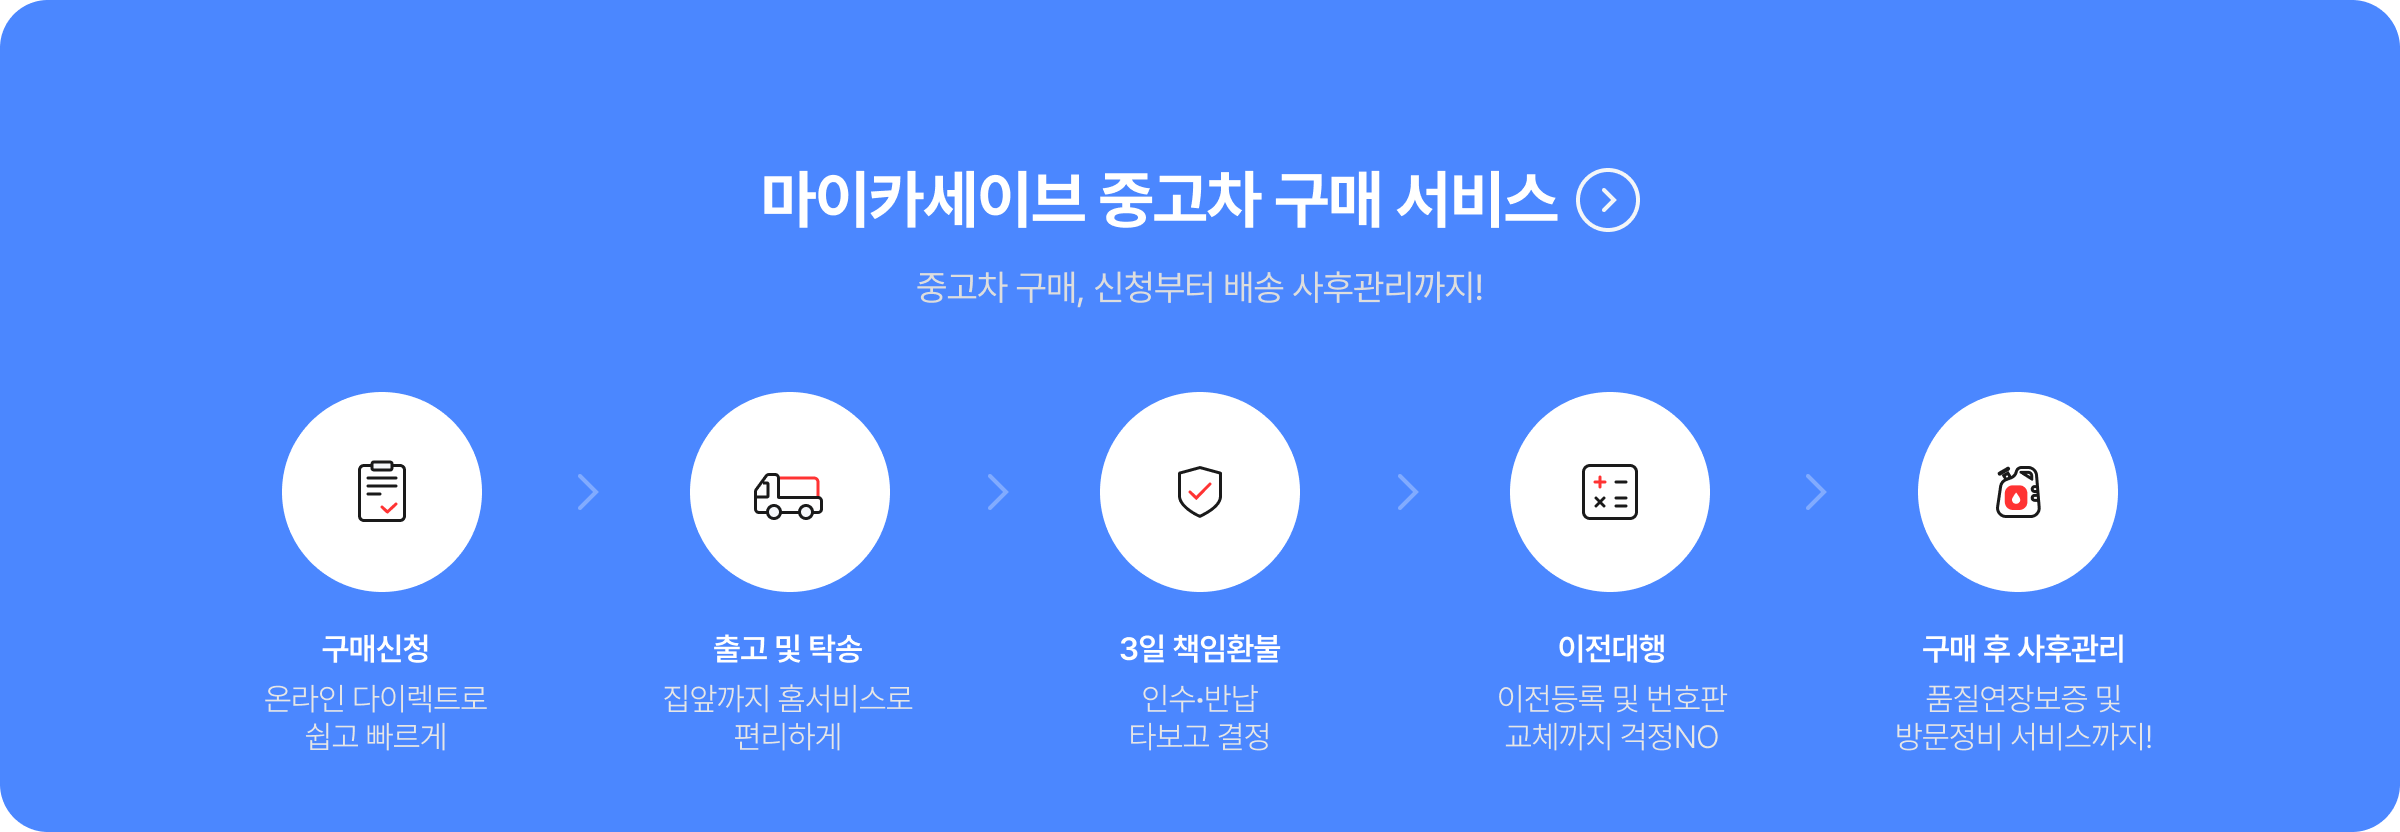 마이카세이브 중고차 구매 서비스
중고차 구매, 신청부터 배송 사후관리까지!
구매신청
온라인 다이렉트로
쉽고 빠르게
출고 및 탁송
집앞까지 홈서비스로
편리하게
3일 책임환불
인수•반납
타보고 결정
이전대행
이전등록 및 번호판
교체까지 걱정NO
구매 후 사후관리
품질연장보증 및
방문정비 서비스까지!